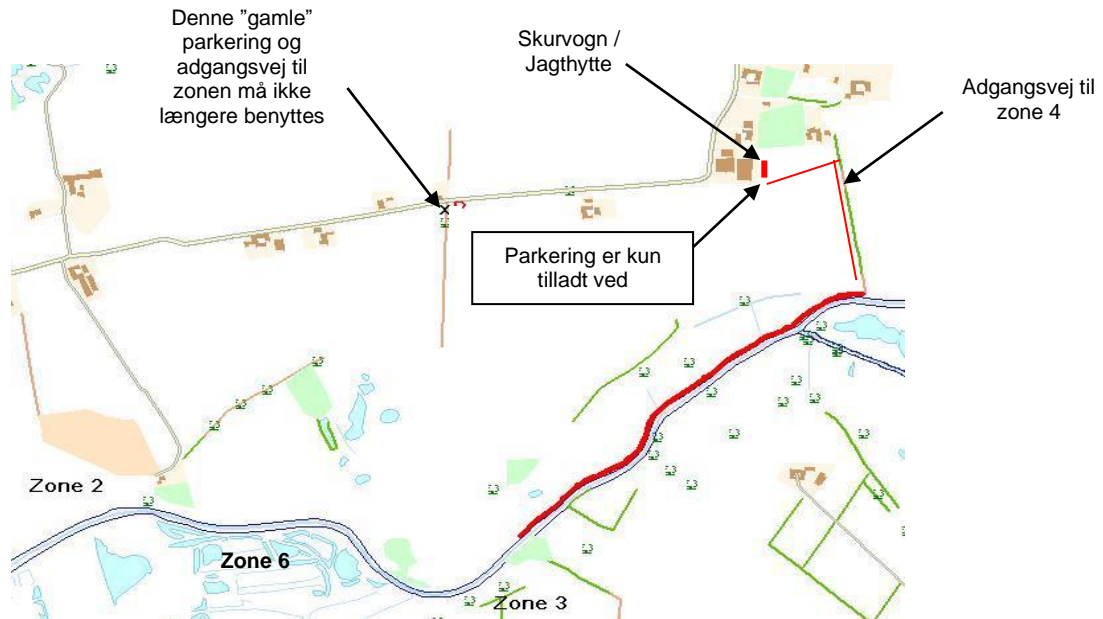 Denne ”gamle”
parkering og
adgangsvej til
zonen må ikke
længere benyttes
Skurvogn /
Jagthytte
Adgangsvej til
zone 4
x
Parkering er kun
tilladt ved
Zone 2
Zone 6
Zone 3